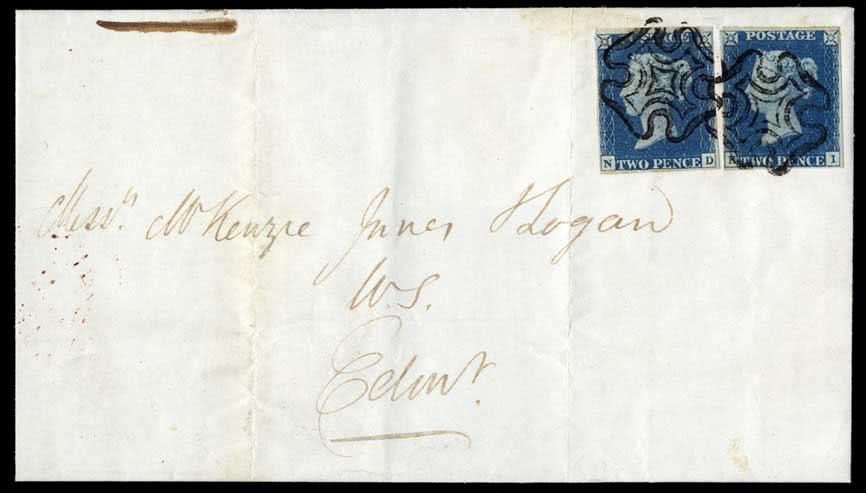 POSTAGE
N TWO PENCE D
TWO PENCE I
Messrs. McKenzie Innes & Logan
W.S.
Edinr.